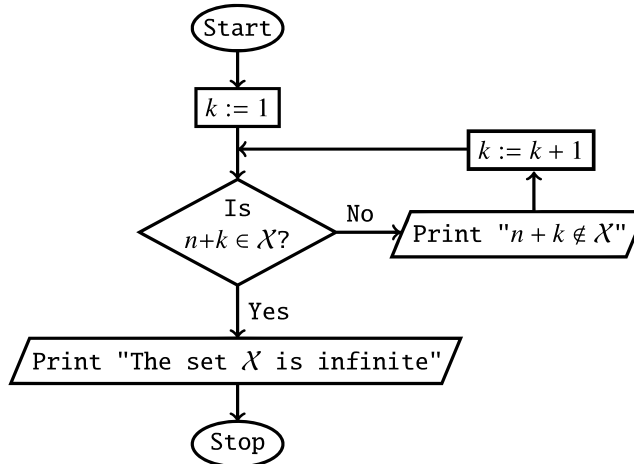 Start
k := 1
k := k + 1
Is
n+k ∈ 𝒳?
No
Print "n + k ∉ 𝒳"
Yes
Print "The set 𝒳 is infinite"
Stop